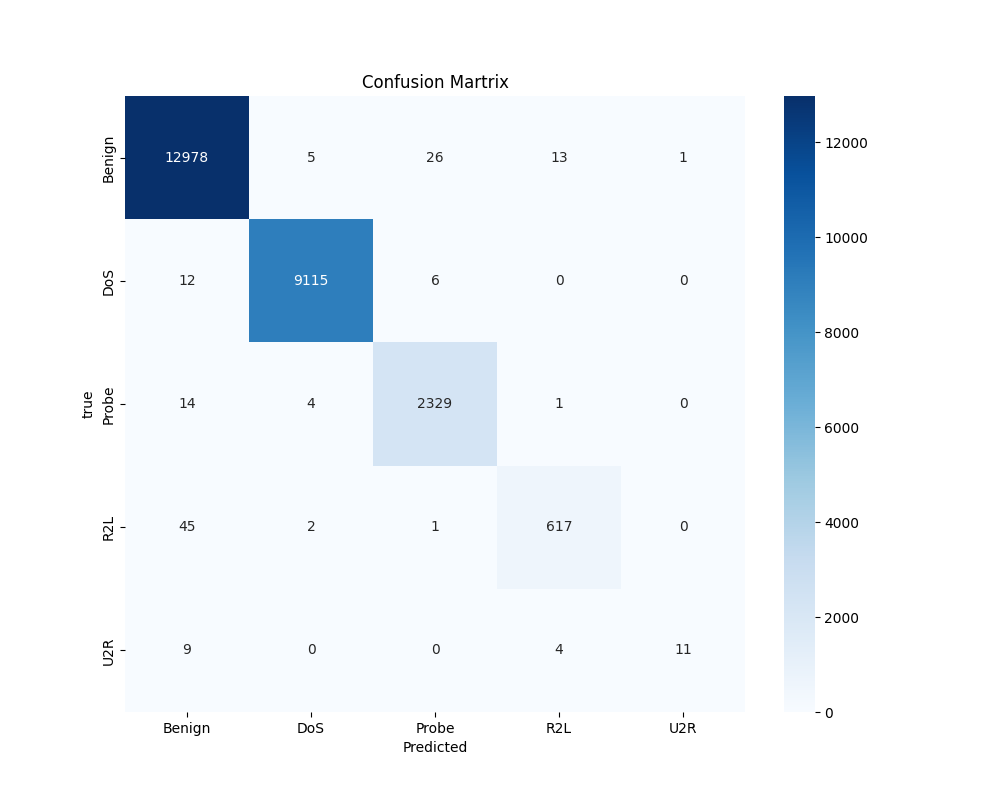 Confusion Martrix
Benign 12978 5 26 13 1
DoS 12 9115 6 0 0
Probe 14 4 2329 1 0
R2L 45 2 1 617 0
U2R 9 0 0 4 11
true
Benign DoS Probe R2L U2R
Predicted
12000
10000
8000
6000
4000
2000
0